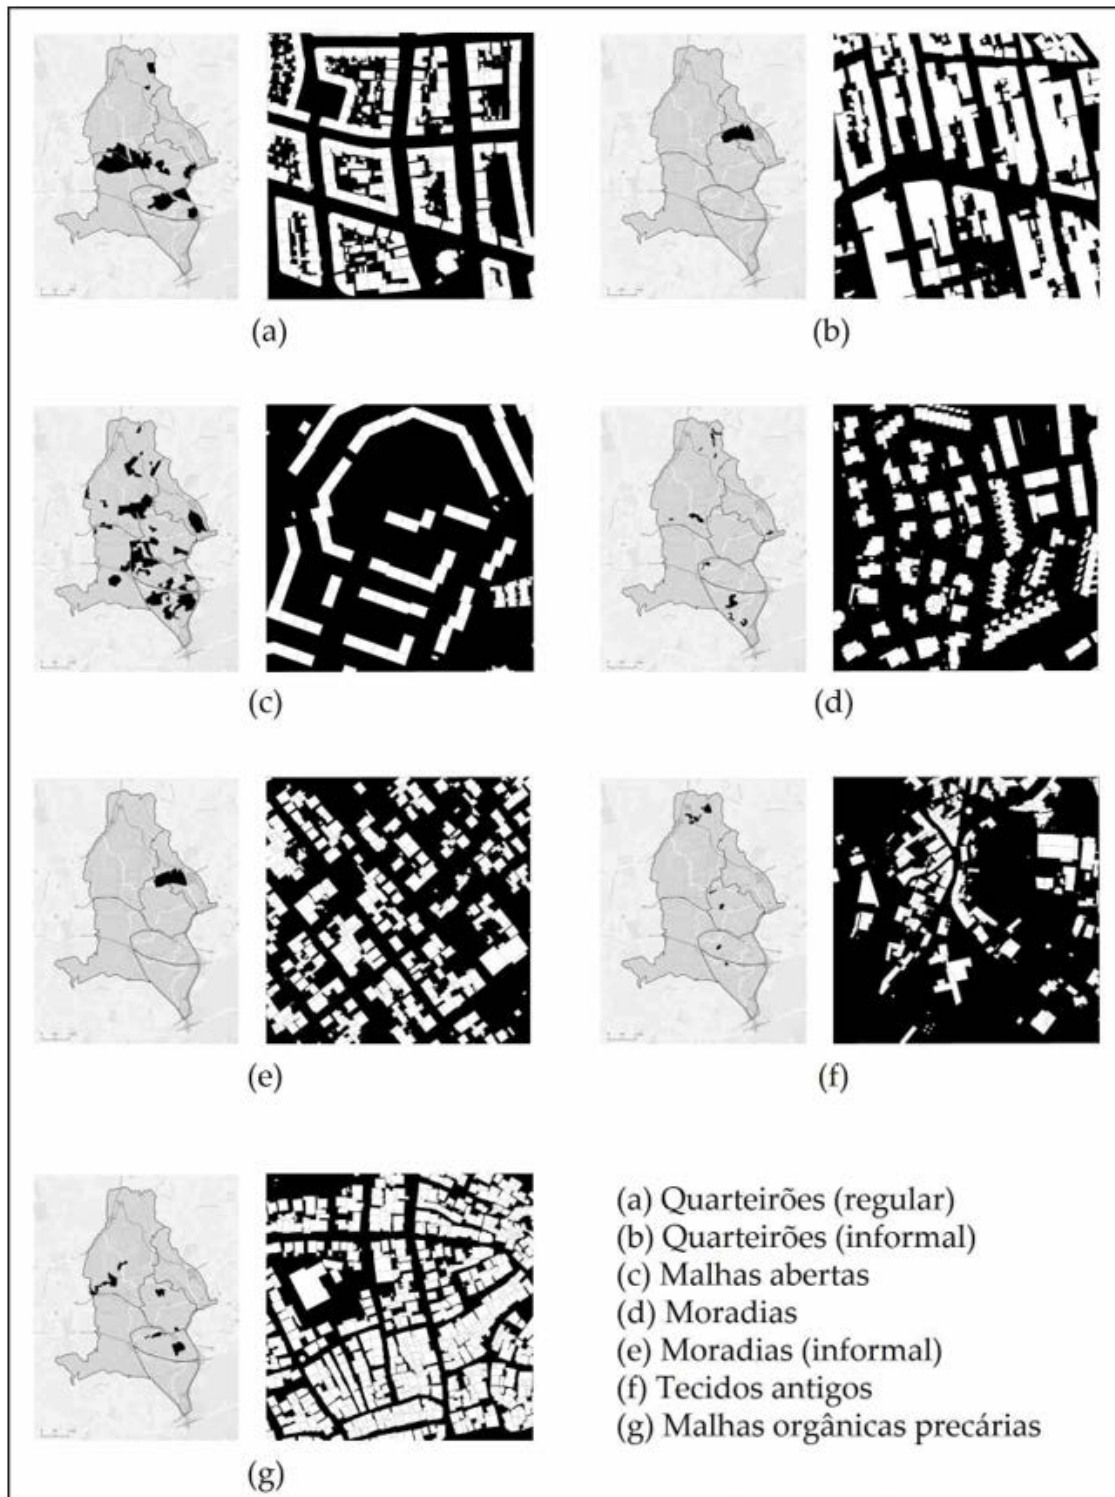 (a)
(b)
(c)
(d)
(e)
(f)
(g)
(a) Quarteirões (regular)
(b) Quarteirões (informal)
(c) Malhas abertas
(d) Moradias
(e) Moradias (informal)
(f) Tecidos antigos
(g) Malhas orgânicas precárias